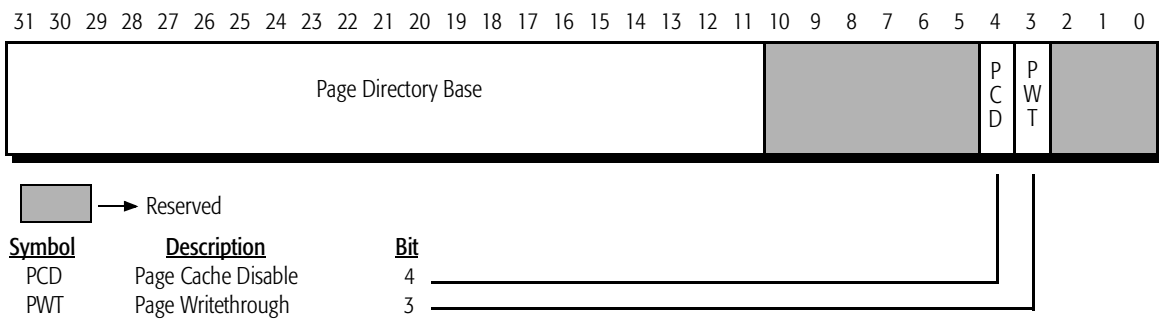 31 30 29 28 27 26 25 24 23 22 21 20 19 18 17 16 15 14 13 12 11 10 9 8 7 6 5 4 3 2 1 0
Page Directory Base
PCD
PWT
Reserved
Symbol Description Bit
PCD Page Cache Disable 4
PWT Page Writethrough 3